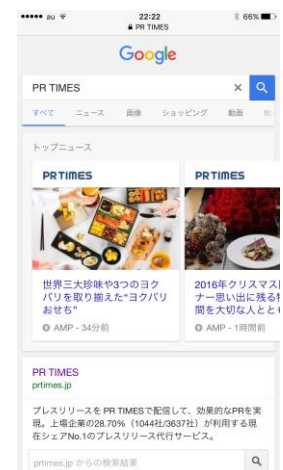 au 22:22 66%
PR TIMES
Google
PR TIMES
すべて ニュース 画像 ショッピング 動画
トップニュース
PRTIMES PRTIMES
世界三大珍味や3つのヨク
バリを取り揃えた“ヨクバリ
おせち”
AMP - 34分前
2016年クリスマス
ナー思い出に残る
間を大切な人とと
AMP - 1時間前
PR TIMES
prtimes.jp
プレスリリースを PR TIMESで配信して、効果的なPRを実
現。上場企業の28.70%(1044社/3637社)が利用する現
在シェアNo.1のプレスリリース代行サービス。
prtimes.jp からの検索結果